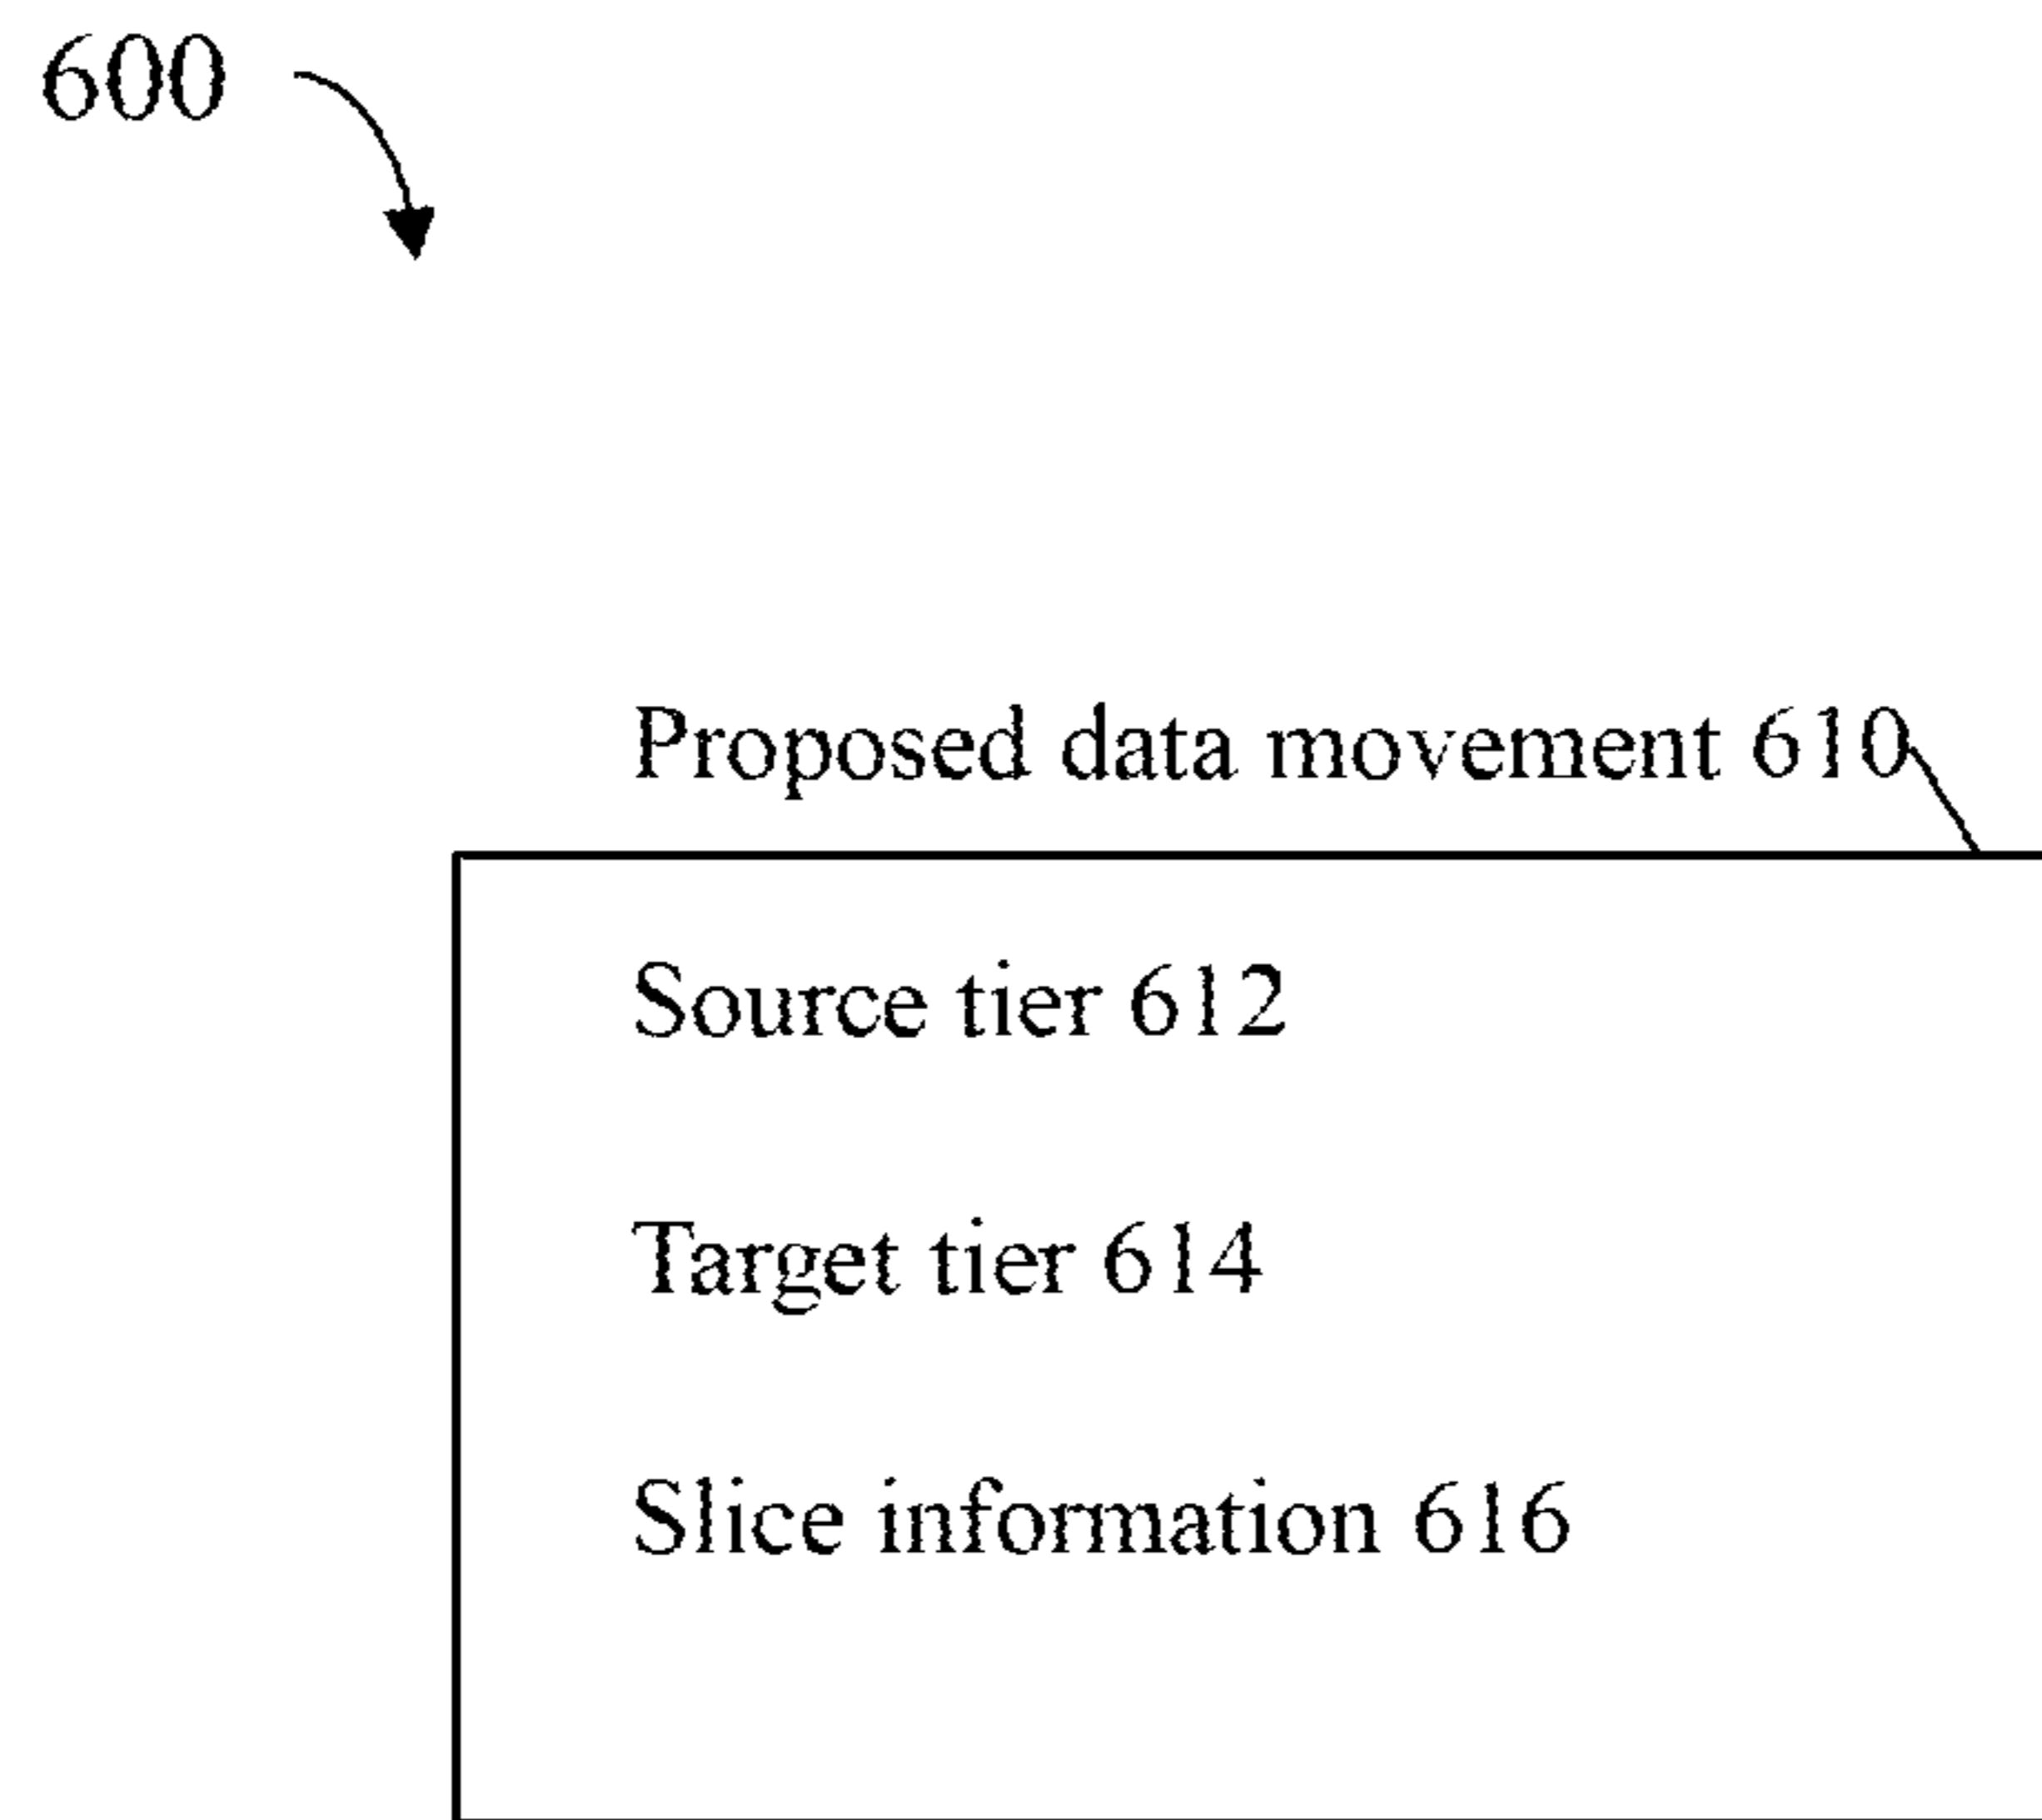 600
Proposed data movement 610
Source tier 612
Target tier 614
Slice information 616